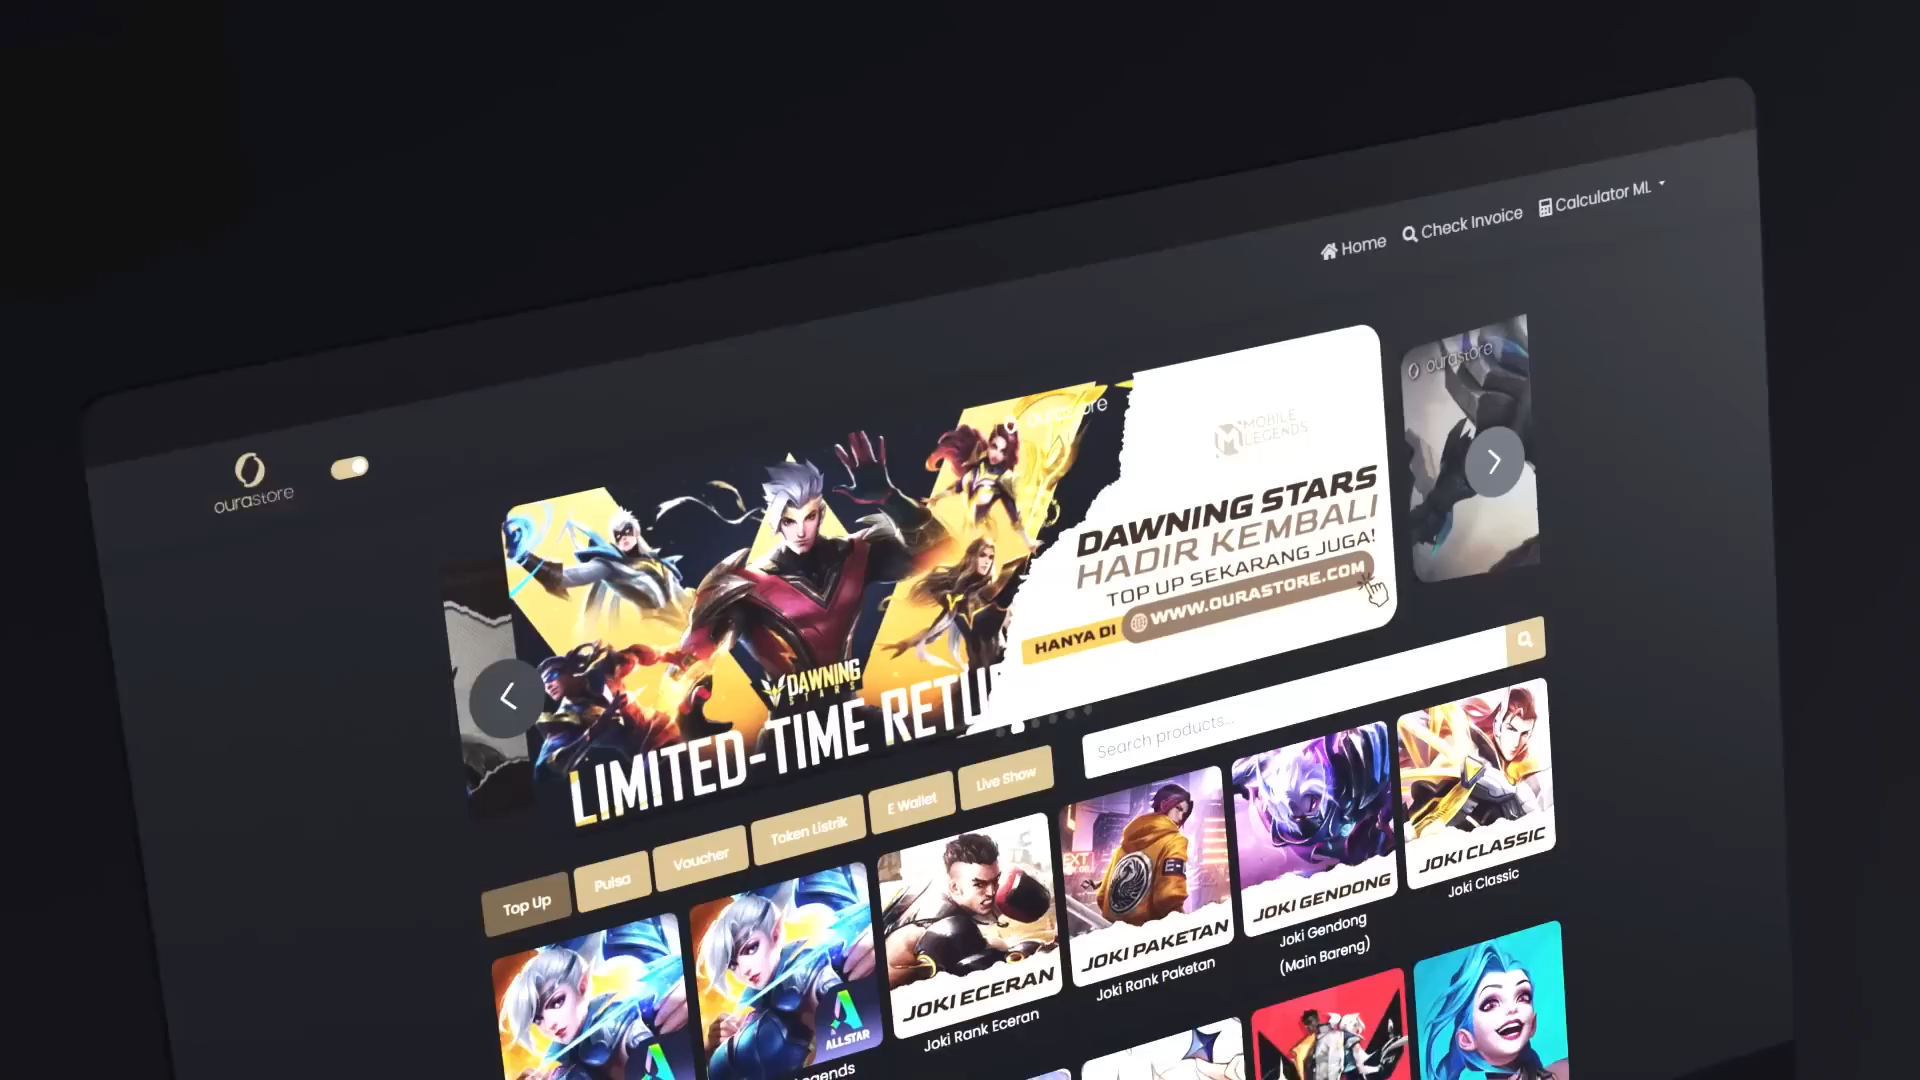 Home
Check Invoice
Calculator ML
ourastore
ourastore
ourastore
MOBILE
LEGENDS
DAWNING STARS
HADIR KEMBALI
TOP UP SEKARANG JUGA!
HANYA DI WWW.OURASTORE.COM
DAWNING
STARS
LIMITED-TIME RETU
Search products...
Top Up
Pulsa
Voucher
Token Listrik
E Wallet
Live Show
ALLSTAR
JOKI ECERAN
Joki Rank Eceran
JOKI PAKETAN
Joki Rank Paketan
JOKI GENDONG
Joki Gendong
(Main Bareng)
JOKI CLASSIC
Joki Classic